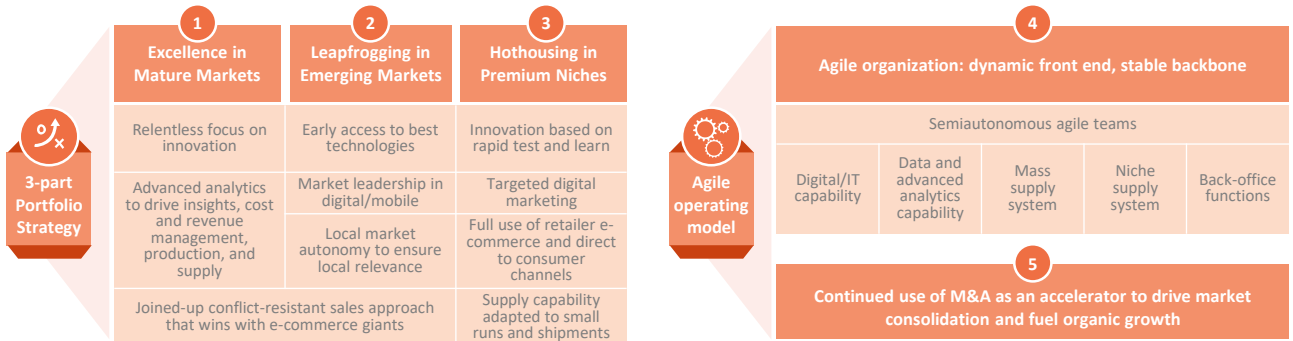 3-part
Portfolio
Strategy
1
Excellence in
Mature Markets
Relentless focus on
innovation
Advanced analytics
to drive insights, cost
and revenue
management,
production, and
supply
2
Leapfrogging in
Emerging Markets
Early access to best
technologies
Market leadership in
digital/mobile
Local market
autonomy to ensure
local relevance
Joined-up conflict-resistant sales approach
that wins with e-commerce giants
3
Hothousing in
Premium Niches
Innovation based on
rapid test and learn
Targeted digital
marketing
Full use of retailer e-
commerce and direct
to consumer
channels
Supply capability
adapted to small
runs and shipments
Agile
operating
model
4
Agile organization: dynamic front end, stable backbone
Semiautonomous agile teams
Digital/IT
capability
Data and
advanced
analytics
capability
Mass
supply
system
Niche
supply
system
Back-office
functions
5
Continued use of M&A as an accelerator to drive market
consolidation and fuel organic growth